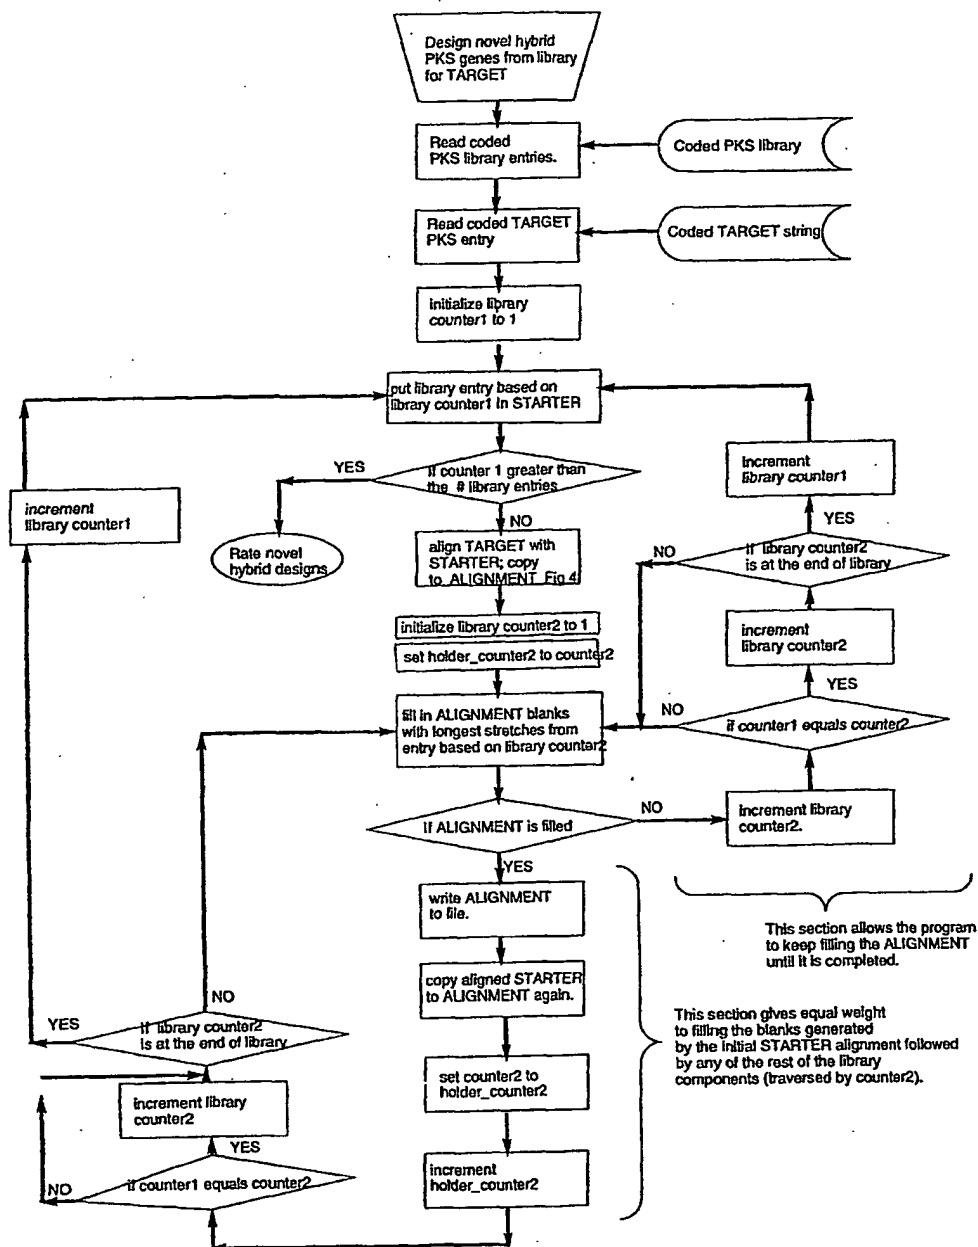 Design novel hybrid
PKS genes from library
for TARGET
Read coded
PKS library entries.
Coded PKS library
Read coded TARGET
PKS entry
Coded TARGET string
initialize library
counter1 to 1
put library entry based on
library counter1 in STARTER
YES
If counter 1 greater than
the # library entries
NO
Rate novel
hybrid designs
align TARGET with
STARTER; copy
to ALIGNMENT Fig 4
initialize library counter2 to 1
set holder_counter2 to counter2
fill in ALIGNMENT blanks
with longest stretches from
entry based on library counter2
If ALIGNMENT is filled
NO
YES
Increment library
counter2.
if counter1 equals counter2
NO
YES
increment
library counter2
If library counter2
is at the end of library
NO
YES
Increment
library counter1
This section allows the program
to keep filling the ALIGNMENT
until it is completed.
write ALIGNMENT
to file.
copy aligned STARTER
to ALIGNMENT again.
set counter2 to
holder_counter2
increment
holder_counter2
This section gives equal weight
to filling the blanks generated
by the initial STARTER alignment followed
by any of the rest of the library
components (traversed by counter2).
if counter1 equals counter2
NO
YES
increment library
counter2
If library counter2
is at the end of library
YES
NO
increment
library counter1